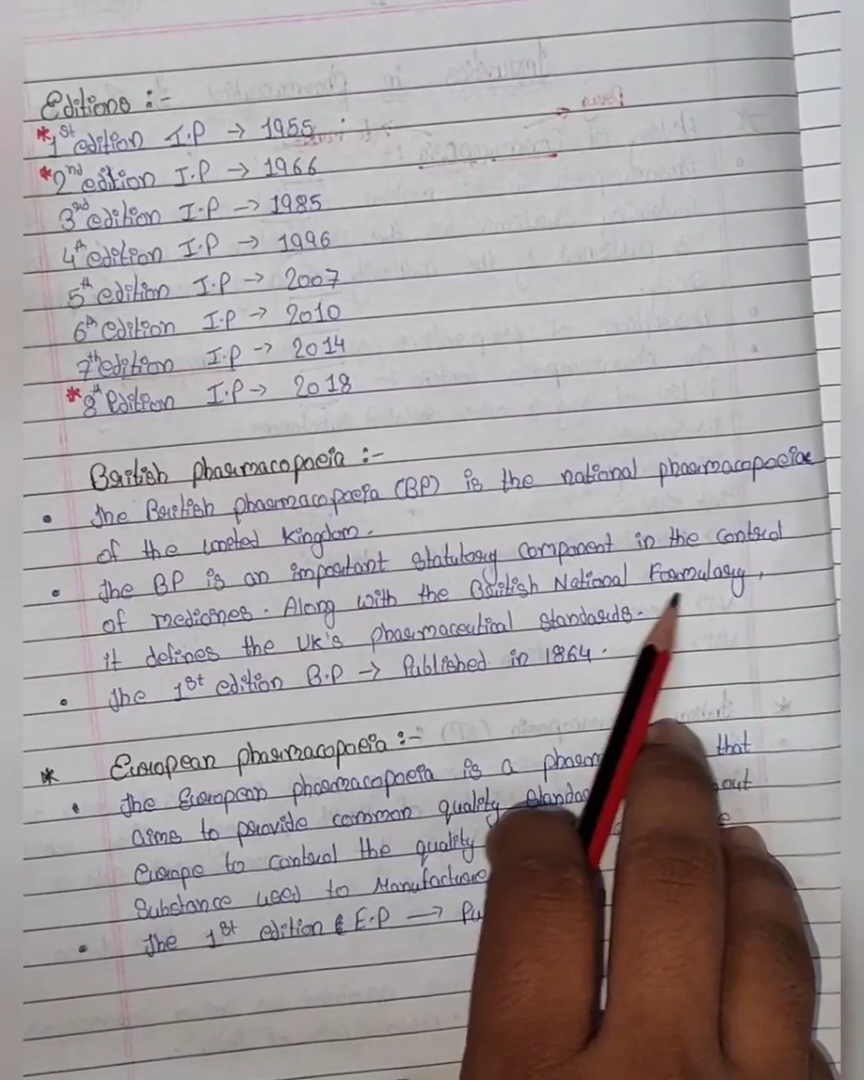 Editions :-
*1st edition I.P → 1955
*2nd edition I.P → 1966
3rd edition I.P → 1985
4th edition I.P → 1996
5th edition I.P → 2007
6th edition I.P → 2010
7th edition I.P → 2014
*8th Edition I.P → 2018
British pharmacopoeia :-
• The British pharmacopoeia (BP) is the national pharmacopoeiae
of the united kingdom.
• The BP is an important statutory component in the control
of medicines. Along with the British National Formulary,
it defines the UK's pharmaceutical standards.
• The 1st edition B.P → Published in 1864.
* European pharmacopoeia :-
• The European pharmacopoeia is a that
aims to provide common quality
Europe to control the quality
Substance used to Manufacture
• The 1st edition E.P →